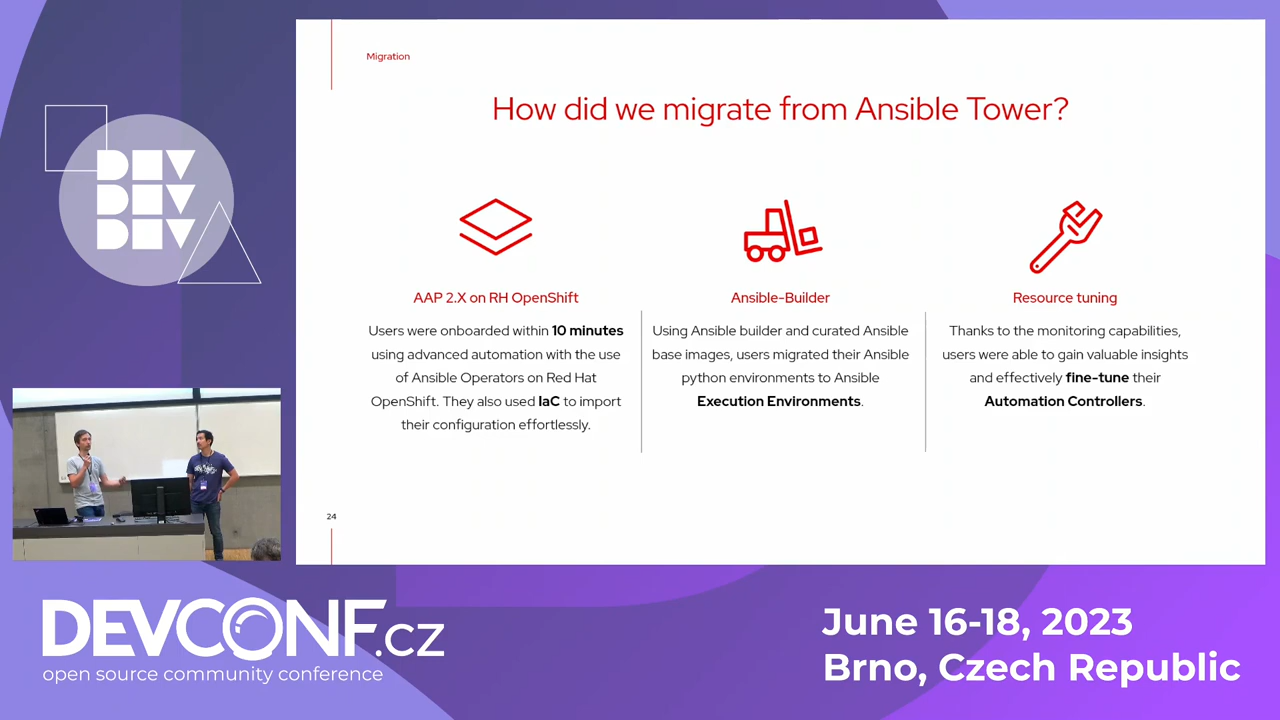 Migration
How did we migrate from Ansible Tower?
AAP 2.X on RH OpenShift
Users were onboarded within 10 minutes
using advanced automation with the use
of Ansible Operators on Red Hat
OpenShift. They also used IaC to import
their configuration effortlessly.
Ansible-Builder
Using Ansible builder and curated Ansible
base images, users migrated their Ansible
python environments to Ansible
Execution Environments.
Resource tuning
Thanks to the monitoring capabilities,
users were able to gain valuable insights
and effectively fine-tune their
Automation Controllers.
24
DEV
DEV
DEV
DEVCONF.cz
open source community conference
June 16-18, 2023
Brno, Czech Republic